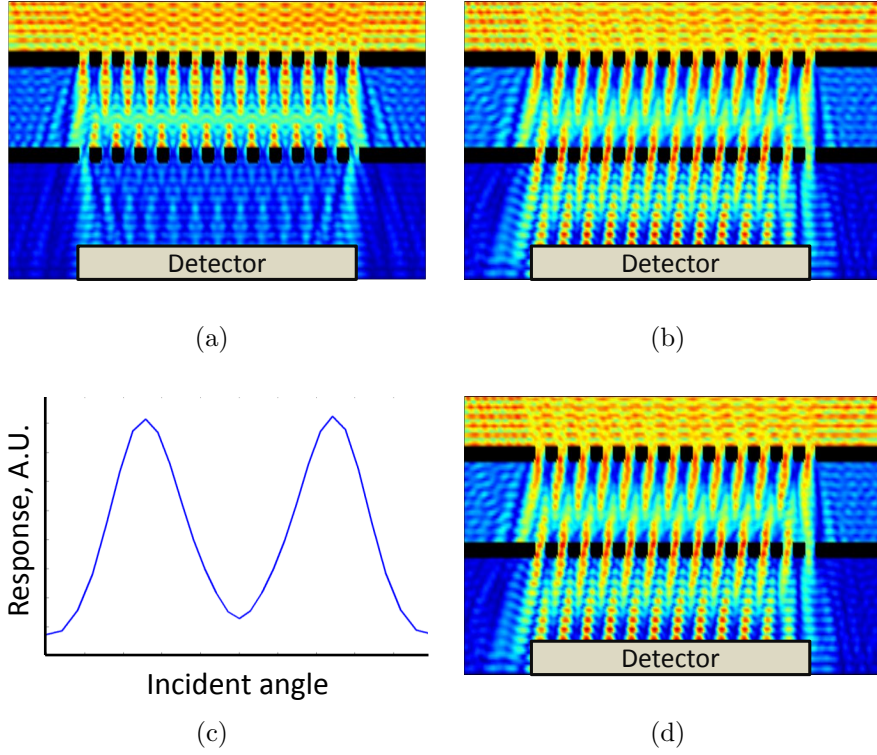 Detector
(a)
Detector
(b)
Response, A.U.
Incident angle
(c)
Detector
(d)